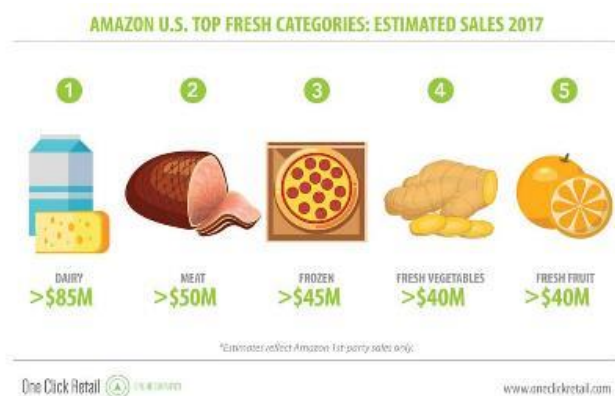 AMAZON U.S. TOP FRESH CATEGORIES: ESTIMATED SALES 2017
1 2 3 4 5
DAIRY MEAT FROZEN FRESH VEGETABLES FRESH FRUIT
>$85M >$50M >$45M >$40M >$40M
*Estimates reflect Amazon 1st-party sales only.
One Click Retail www.oneclickretail.com